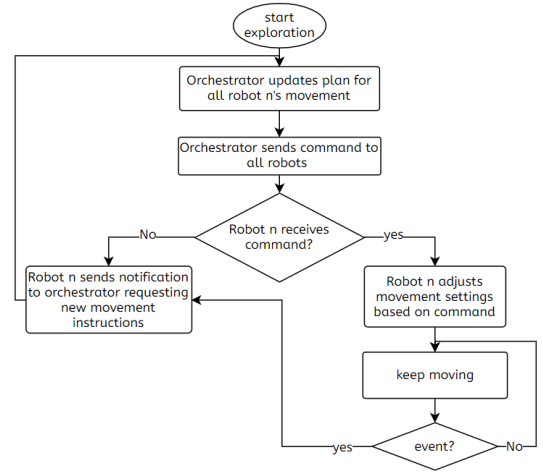 start
exploration
Orchestrator updates plan for
all robot n's movement
Orchestrator sends command to
all robots
Robot n receives
command?
No
yes
Robot n sends notification
to orchestrator requesting
new movement
instructions
Robot n adjusts
movement settings
based on command
keep moving
event?
yes
No